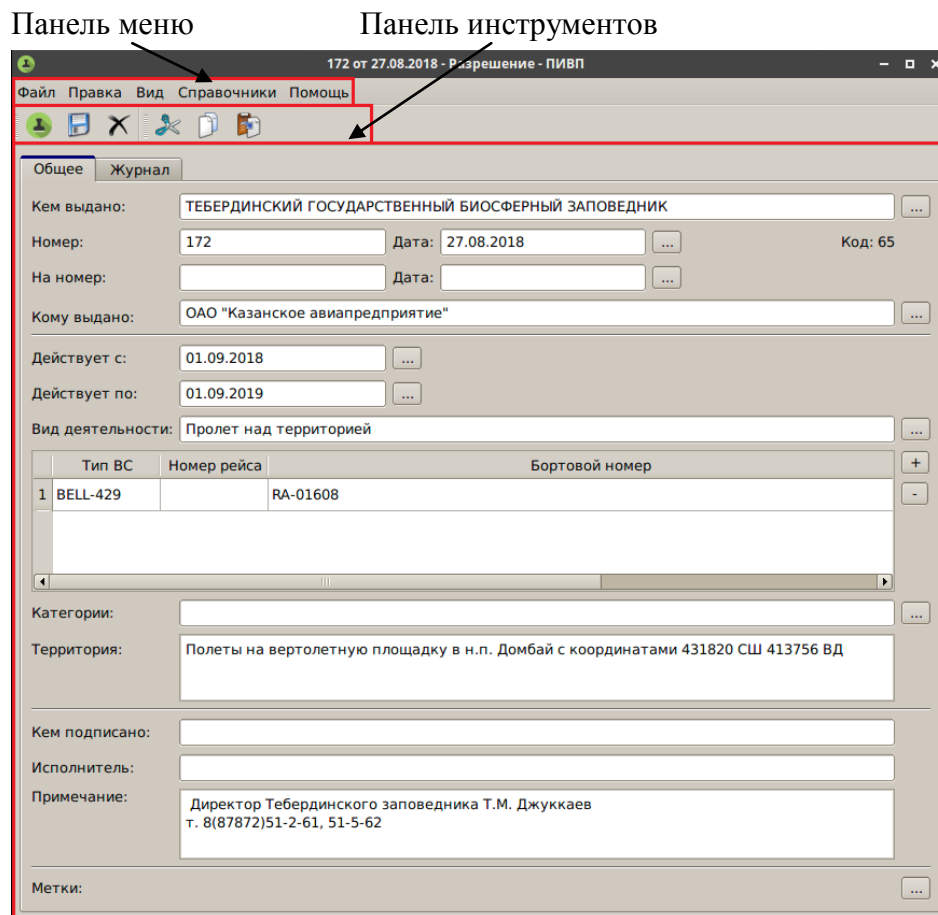 Панель меню Панель инструментов
172 от 27.08.2018 - Разрешение - ПИВП
Файл Правка Вид Справочники Помощь
Общее Журнал
Кем выдано: ТЕБЕРДИНСКИЙ ГОСУДАРСТВЕННЫЙ БИОСФЕРНЫЙ ЗАПОВЕДНИК ...
Номер: 172 Дата: 27.08.2018 ... Код: 65
На номер: Дата: ...
Кому выдано: ОАО "Казанское авиапредприятие" ...
Действует с: 01.09.2018 ...
Действует по: 01.09.2019 ...
Вид деятельности: Пролет над территорией ...
Тип ВС Номер рейса Бортовой номер +
1 BELL-429 RA-01608 -
Категории: ...
Территория: Полеты на вертолетную площадку в н.п. Домбай с координатами 431820 СШ 413756 ВД
Кем подписано:
Исполнитель:
Примечание: Директор Тебердинского заповедника Т.М. Джуккаев
т. 8(87872)51-2-61, 51-5-62
Метки: ...